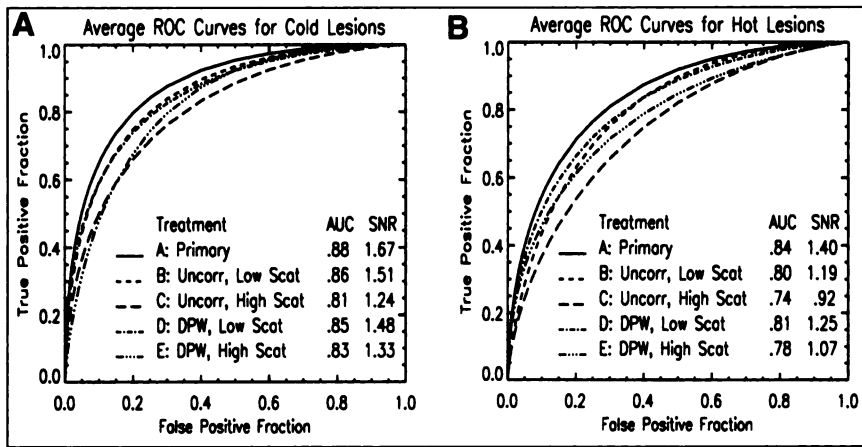 A
Average ROC Curves for Cold Lesions
1.0
0.8
0.6
0.4
0.2
0.0
True Positive Fraction
Treatment AUC SNR
A: Primary .88 1.67
B: Uncorr, Low Scat .86 1.51
C: Uncorr, High Scat .81 1.24
D: DPW, Low Scat .85 1.48
E: DPW, High Scat .83 1.33
0.0 0.2 0.4 0.6 0.8 1.0
False Positive Fraction
B
Average ROC Curves for Hot Lesions
1.0
0.8
0.6
0.4
0.2
0.0
True Positive Fraction
Treatment AUC SNR
A: Primary .84 1.40
B: Uncorr, Low Scat .80 1.19
C: Uncorr, High Scat .74 .92
D: DPW, Low Scat .81 1.25
E: DPW, High Scat .78 1.07
0.0 0.2 0.4 0.6 0.8 1.0
False Positive Fraction